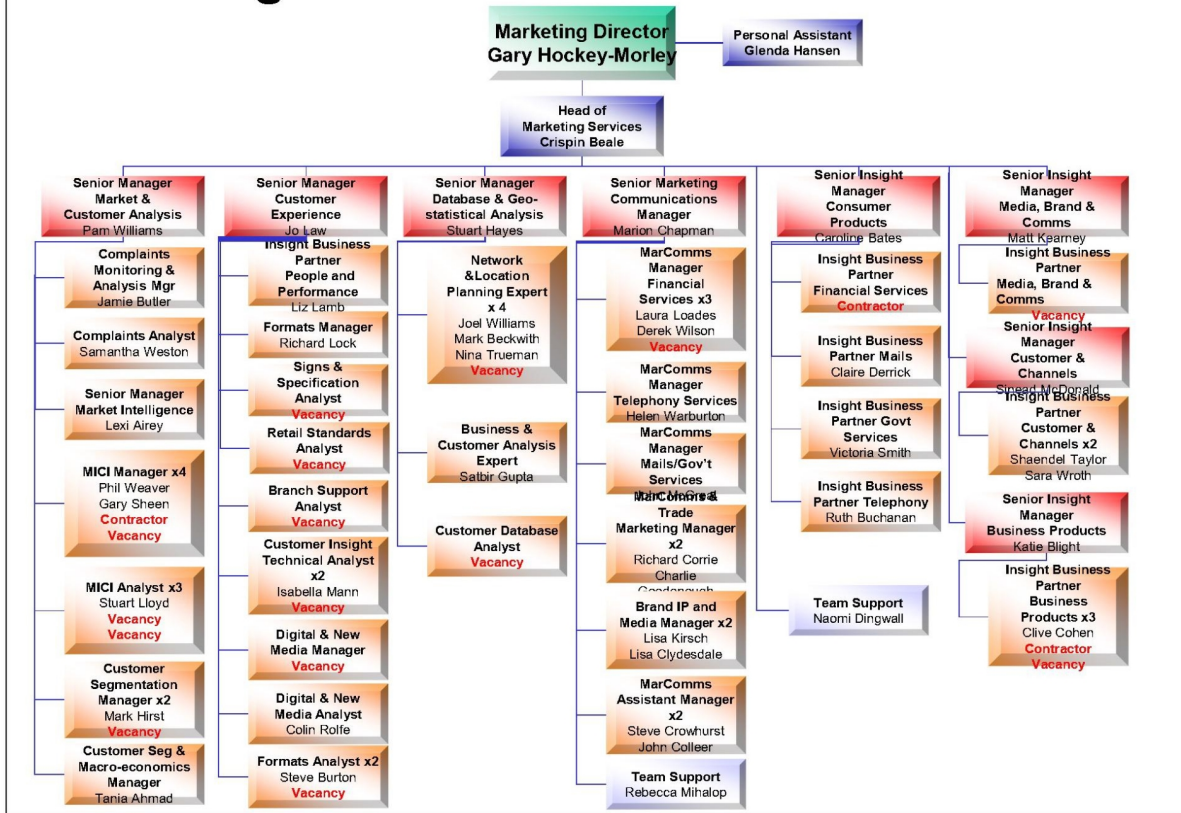 Marketing Director
Gary Hockey-Morley
Personal Assistant
Glenda Hansen
Head of
Marketing Services
Crispin Beale
Senior Manager
Market &
Customer Analysis
Pam Williams
Complaints
Monitoring &
Analysis Mgr
Jamie Butler
Complaints Analyst
Samantha Weston
Senior Manager
Market Intelligence
Lexi Airey
MICI Manager x4
Phil Weaver
Gary Sheen
Contractor
Vacancy
MICI Analyst x3
Stuart Lloyd
Vacancy
Vacancy
Customer
Segmentation
Manager x2
Mark Hirst
Vacancy
Customer Seg &
Macro-economics
Manager
Tania Ahmad
Senior Manager
Customer
Experience
Jo Law
Insight Business
Partner
People and
Performance
Liz Lamb
Formats Manager
Richard Lock
Signs &
Specification
Analyst
Vacancy
Retail Standards
Analyst
Vacancy
Branch Support
Analyst
Vacancy
Customer Insight
Technical Analyst
x2
Isabella Mann
Vacancy
Digital & New
Media Manager
Vacancy
Digital & New
Media Analyst
Colin Rolfe
Formats Analyst x2
Steve Burton
Vacancy
Senior Manager
Database & Geo-
statistical Analysis
Stuart Hayes
Network
&Location
Planning Expert
x 4
Joel Williams
Mark Beckwith
Nina Trueman
Vacancy
Business &
Customer Analysis
Expert
Satbir Gupta
Customer Database
Analyst
Vacancy
Senior Marketing
Communications
Manager
Marion Chapman
MarComms
Manager
Financial
Services x3
Laura Loades
Derek Wilson
Vacancy
MarComms
Manager
Telephony Services
Helen Warburton
MarComms
Manager
Mails/Gov't
Services
MarComms &
Trade
Marketing Manager
x2
Richard Corrie
Charlie
Brand IP and
Media Manager x2
Lisa Kirsch
Lisa Clydesdale
MarComms
Assistant Manager
x2
Steve Crowhurst
John Colleer
Team Support
Rebecca Mihalop
Senior Insight
Manager
Consumer
Products
Caroline Bates
Insight Business
Partner
Financial Services
Contractor
Insight Business
Partner Mails
Claire Derrick
Insight Business
Partner Govt
Services
Victoria Smith
Insight Business
Partner Telephony
Ruth Buchanan
Team Support
Naomi Dingwall
Senior Insight
Manager
Media, Brand &
Comms
Matt Kearney
Insight Business
Partner
Media, Brand &
Comms
Vacancy
Senior Insight
Manager
Customer &
Channels
Sinead McDonald
Insight Business
Partner
Customer &
Channels x2
Shaendel Taylor
Sara Wroth
Senior Insight
Manager
Business Products
Katie Blight
Insight Business
Partner
Business
Products x3
Clive Cohen
Contractor
Vacancy